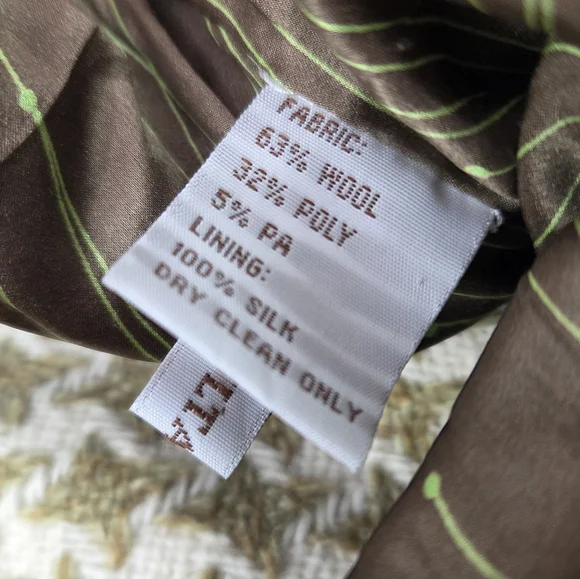 FABRIC:
63% WOOL
32% POLY
5% PA
LINING:
100% SILK
DRY CLEAN ONLY